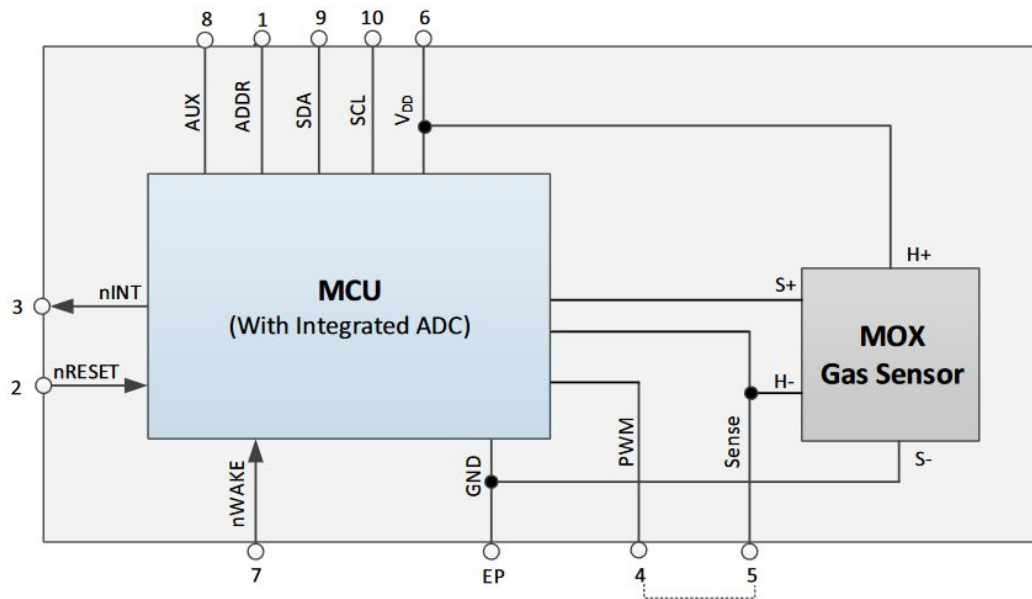 8 1 9 10 6
AUX
ADDR
SDA
SCL
VDD
H+
3
nINT
MCU
(With Integrated ADC)
S+
MOX
Gas Sensor
2
nRESET
H-
S-
nWAKE
GND
PWM
Sense
7
EP
4
5